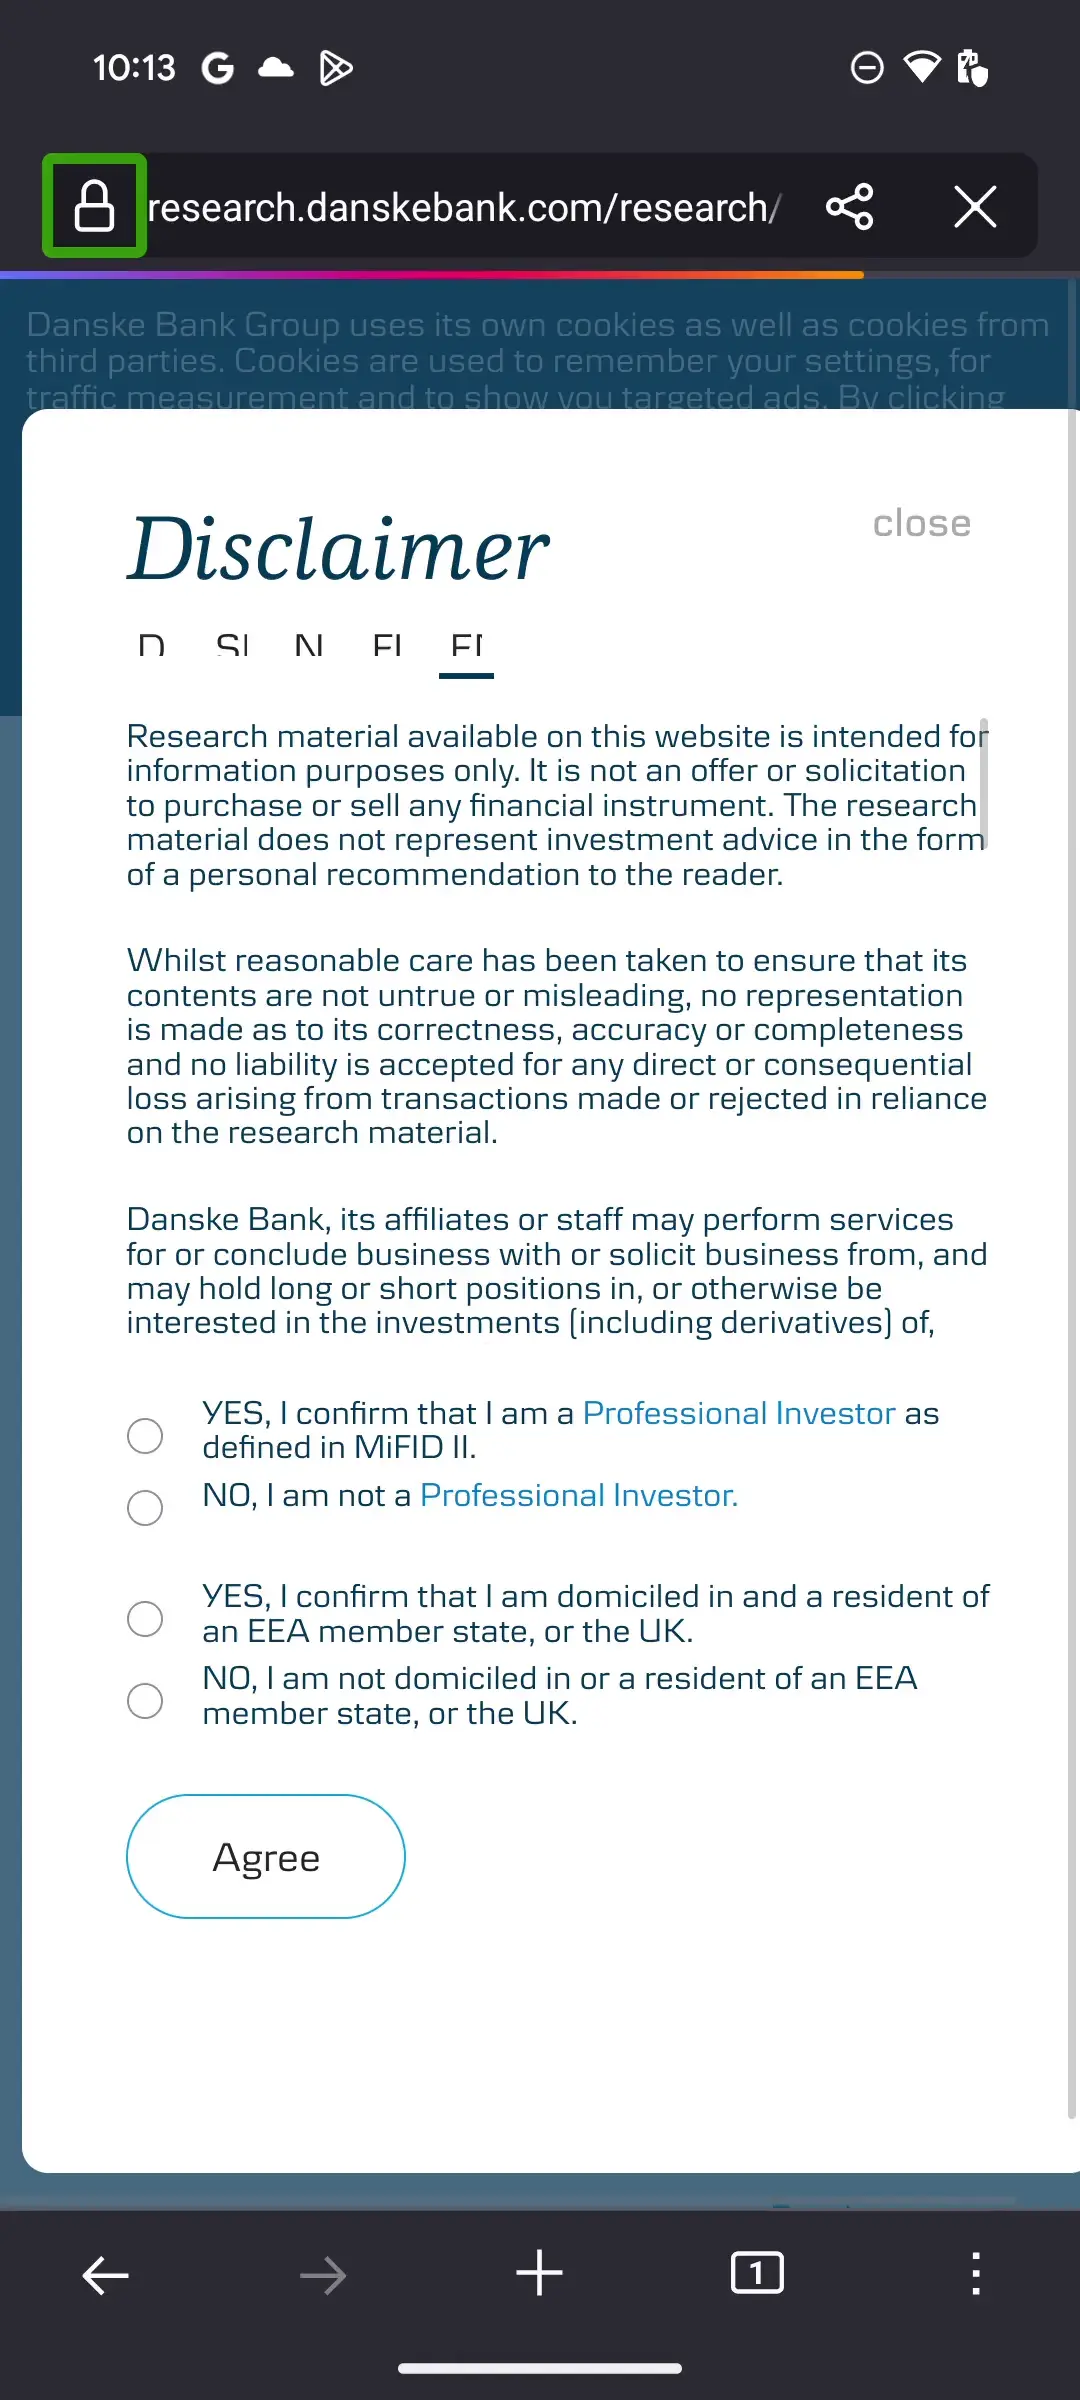 10:13
research.danskebank.com/research/
Danske Bank Group uses its own cookies as well as cookies from
third parties. Cookies are used to remember your settings, for
traffic measurement and to show you targeted ads. By clicking
Disclaimer
close
Research material available on this website is intended for
information purposes only. It is not an offer or solicitation
to purchase or sell any financial instrument. The research
material does not represent investment advice in the form
of a personal recommendation to the reader.
Whilst reasonable care has been taken to ensure that its
contents are not untrue or misleading, no representation
is made as to its correctness, accuracy or completeness
and no liability is accepted for any direct or consequential
loss arising from transactions made or rejected in reliance
on the research material.
Danske Bank, its affiliates or staff may perform services
for or conclude business with or solicit business from, and
may hold long or short positions in, or otherwise be
interested in the investments (including derivatives) of,
YES, I confirm that I am a Professional Investor as
defined in MiFID II.
NO, I am not a Professional Investor.
YES, I confirm that I am domiciled in and a resident of
an EEA member state, or the UK.
NO, I am not domiciled in or a resident of an EEA
member state, or the UK.
Agree
1